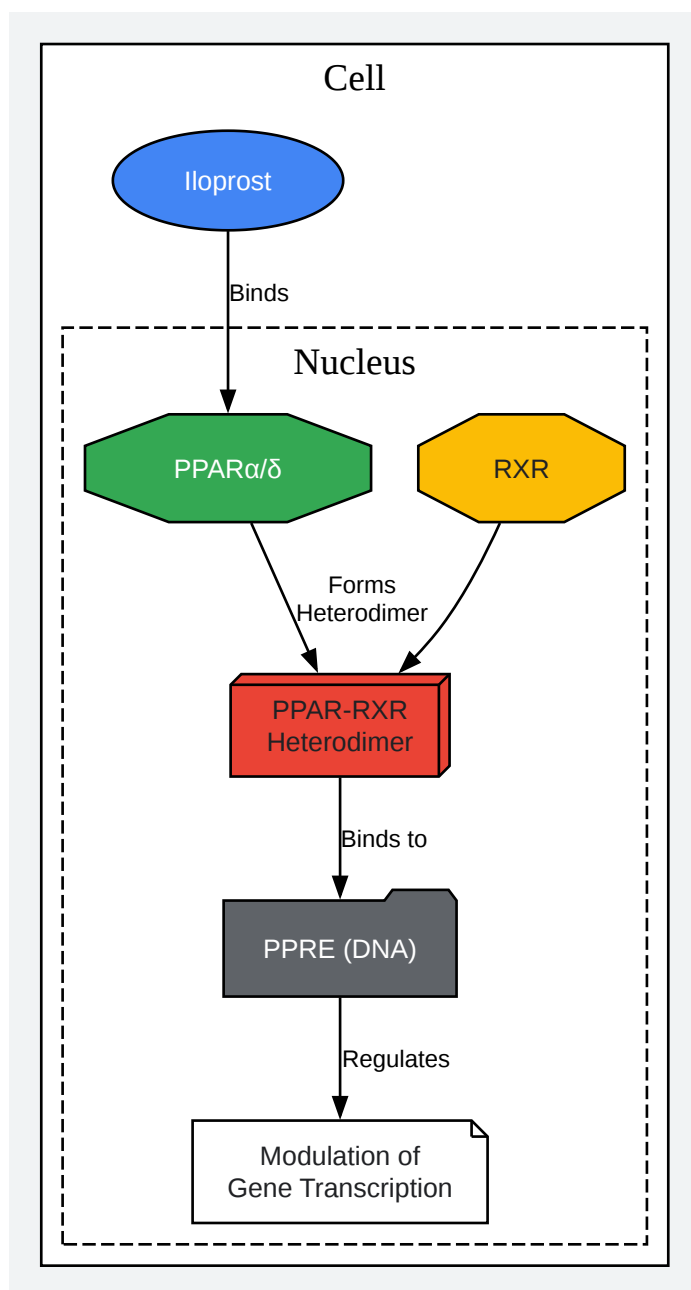 Cell
Iloprost
Binds
Nucleus
PPARα/δ
RXR
Forms
Heterodimer
PPAR-RXR
Heterodimer
Binds to
PPRE (DNA)
Regulates
Modulation of
Gene Transcription